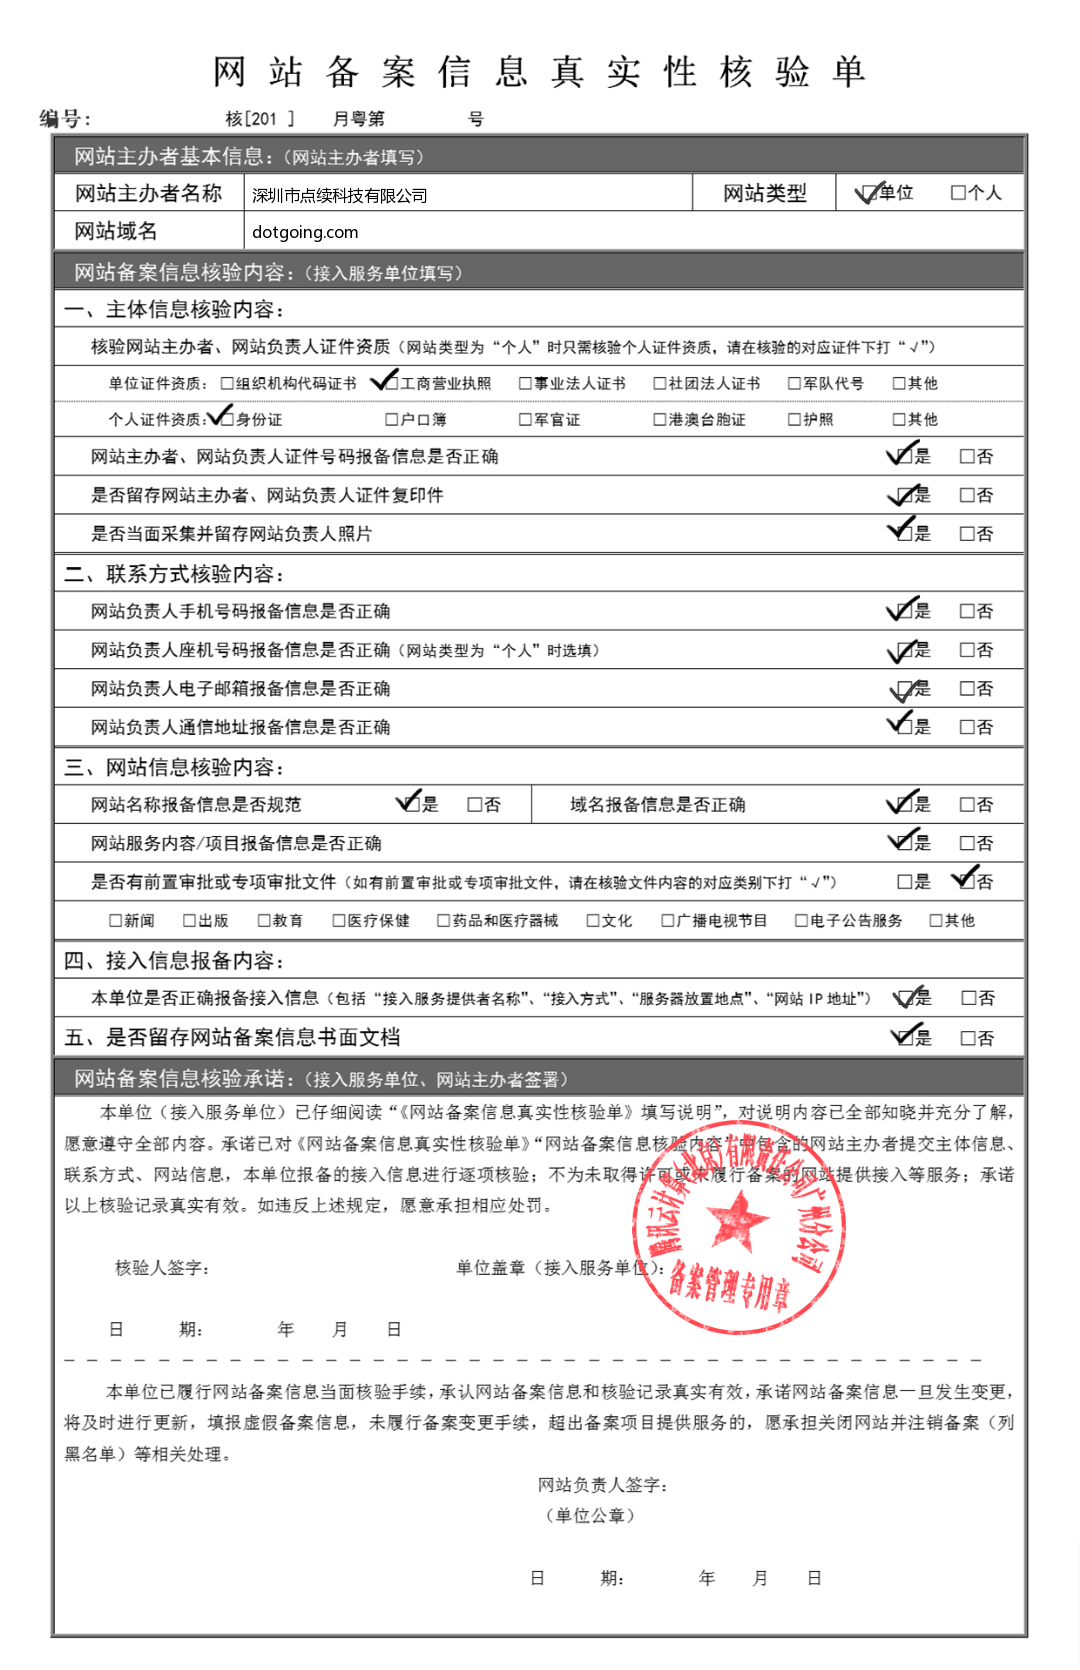 网站备案信息真实性核验单
编号： 核[201 ] 月粤第 号
网站主办者基本信息：（网站主办者填写）
网站主办者名称 深圳市点续科技有限公司 网站类型 ☑单位 □个人
网站域名 dotgoing.com
网站备案信息核验内容：（接入服务单位填写）
一、主体信息核验内容：
核验网站主办者、网站负责人证件资质（网站类型为“个人”时只需核验个人证件资质，请在核验的对应证件下打“√”）
单位证件资质： □组织机构代码证书 ☑工商营业执照 □事业法人证书 □社团法人证书 □军队代号 □其他
个人证件资质： ☑身份证 □户口簿 □军官证 □港澳台胞证 □护照 □其他
网站主办者、网站负责人证件号码报备信息是否正确 ☑是 □否
是否留存网站主办者、网站负责人证件复印件 ☑是 □否
是否当面采集并留存网站负责人照片 ☑是 □否
二、联系方式核验内容：
网站负责人手机号码报备信息是否正确 ☑是 □否
网站负责人座机号码报备信息是否正确（网站类型为“个人”时选填） ☑是 □否
网站负责人电子邮箱报备信息是否正确 ☑是 □否
网站负责人通信地址报备信息是否正确 ☑是 □否
三、网站信息核验内容：
网站名称报备信息是否规范 ☑是 □否 域名报备信息是否正确 ☑是 □否
网站服务内容/项目报备信息是否正确 ☑是 □否
是否有前置审批或专项审批文件（如有前置审批或专项审批文件，请在核验文件内容的对应类别下打“√”） □是 ☑否
□新闻 □出版 □教育 □医疗保健 □药品和医疗器械 □文化 □广播电视节目 □电子公告服务 □其他
四、接入信息报备内容：
本单位是否正确报备接入信息（包括“接入服务提供者名称”、“接入方式”、“服务器放置地点”、“网站 IP 地址”） ☑是 □否
五、是否留存网站备案信息书面文档 ☑是 □否
网站备案信息核验承诺：（接入服务单位、网站主办者签署）
本单位（接入服务单位）已仔细阅读“《网站备案信息真实性核验单》填写说明”，对说明内容已全部知晓并充分了解，
愿意遵守全部内容。承诺已对《网站备案信息真实性核验单》“网站备案信息核验内容”中包含的网站主办者提交主体信息、
联系方式、网站信息，本单位报备的接入信息进行逐项核验；不为未取得许可或未履行备案的网站提供接入等服务；承诺
以上核验记录真实有效。如违反上述规定，愿意承担相应处罚。
腾讯云计算(北京)有限责任公司广州分公司
备案管理专用章
核验人签字： 单位盖章（接入服务单位）：
日 期： 年 月 日
本单位已履行网站备案信息当面核验手续，承认网站备案信息和核验记录真实有效，承诺网站备案信息一旦发生变更，
将及时进行更新，填报虚假备案信息，未履行备案变更手续，超出备案项目提供服务的，愿承担关闭网站并注销备案（列
黑名单）等相关处理。
网站负责人签字：
（单位公章）
日 期： 年 月 日